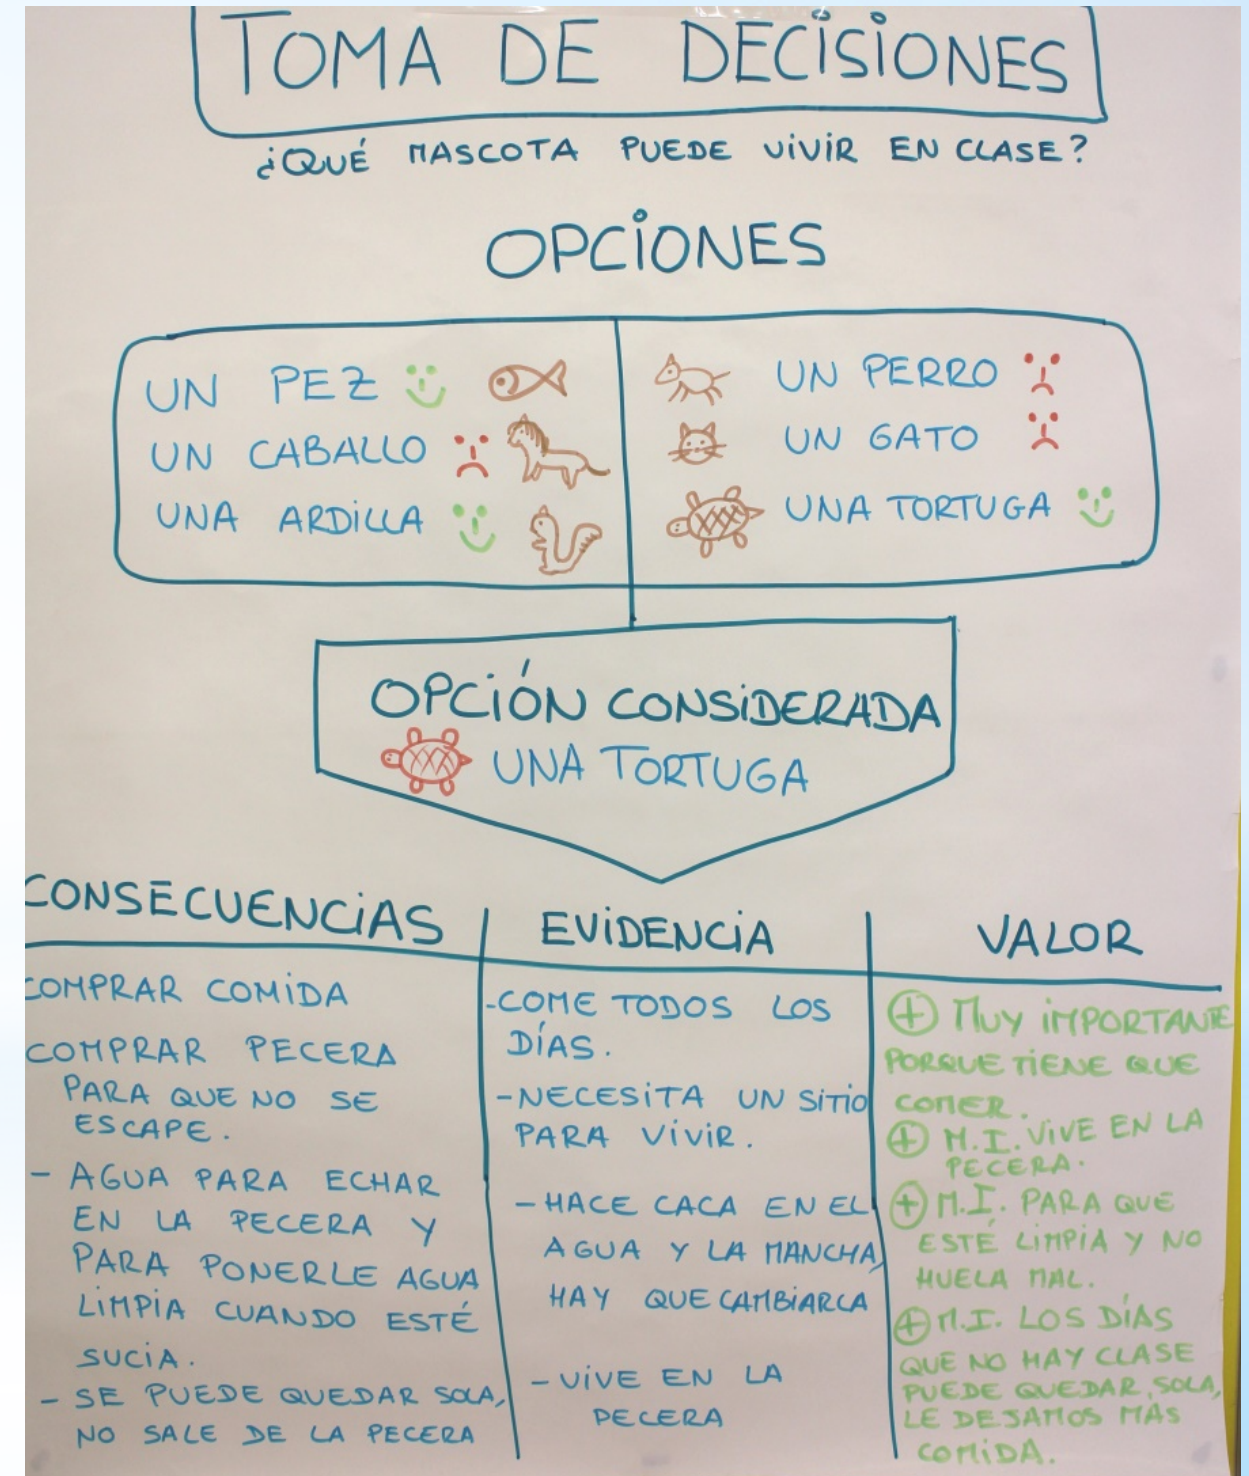 TOMA DE DECISIONES
¿QUÉ MASCOTA PUEDE VIVIR EN CLASE?
OPCIONES
UN PEZ
UN CABALLO
UNA ARDILLA
UN PERRO
UN GATO
UNA TORTUGA
OPCIÓN CONSIDERADA
UNA TORTUGA
CONSECUENCIAS
COMPRAR COMIDA
COMPRAR PECERA
PARA QUE NO SE
ESCAPE.
- AGUA PARA ECHAR
EN LA PECERA Y
PARA PONERLE AGUA
LIMPIA CUANDO ESTÉ
SUCIA.
- SE PUEDE QUEDAR SOLA,
NO SALE DE LA PECERA
EVIDENCIA
- COME TODOS LOS
DÍAS.
- NECESITA UN SITIO
PARA VIVIR.
- HACE CACA EN EL
AGUA Y LA MANCHA,
HAY QUE CAMBIARCA
- VIVE EN LA
PECERA
VALOR
+ MUY IMPORTANTE
PORQUE TIENE QUE
COMER.
+ M.I. VIVE EN LA
PECERA.
+ M.I. PARA QUE
ESTÉ LIMPIA Y NO
HUELA MAL.
+ M.I. LOS DÍAS
QUE NO HAY CLASE
PUEDE QUEDAR SOLA,
LE DEJAMOS MAS
COMIDA.